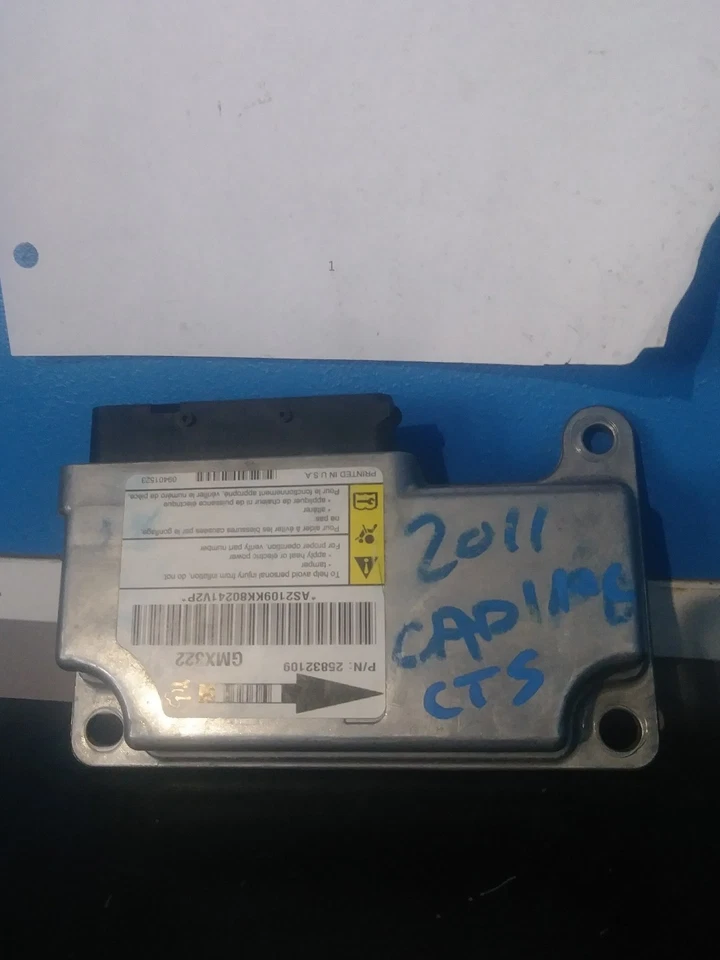 1
2011
CADILLAC
CTS
P/N: 25832109
GMX322
*AS2109KK80241V2P*
To help avoid personal injury from inflation, do not:
- tamper
- apply heat or electric power
For proper operation, verify part number.
Pour aider à éviter les blessures causées par le gonflage,
ne pas
- altérer
- appliquer de chaleur ni de puissance électrique
Pour le fonctionnement approprié, vérifier le numéro de pièce.
PRINTED IN U.S.A
09401523